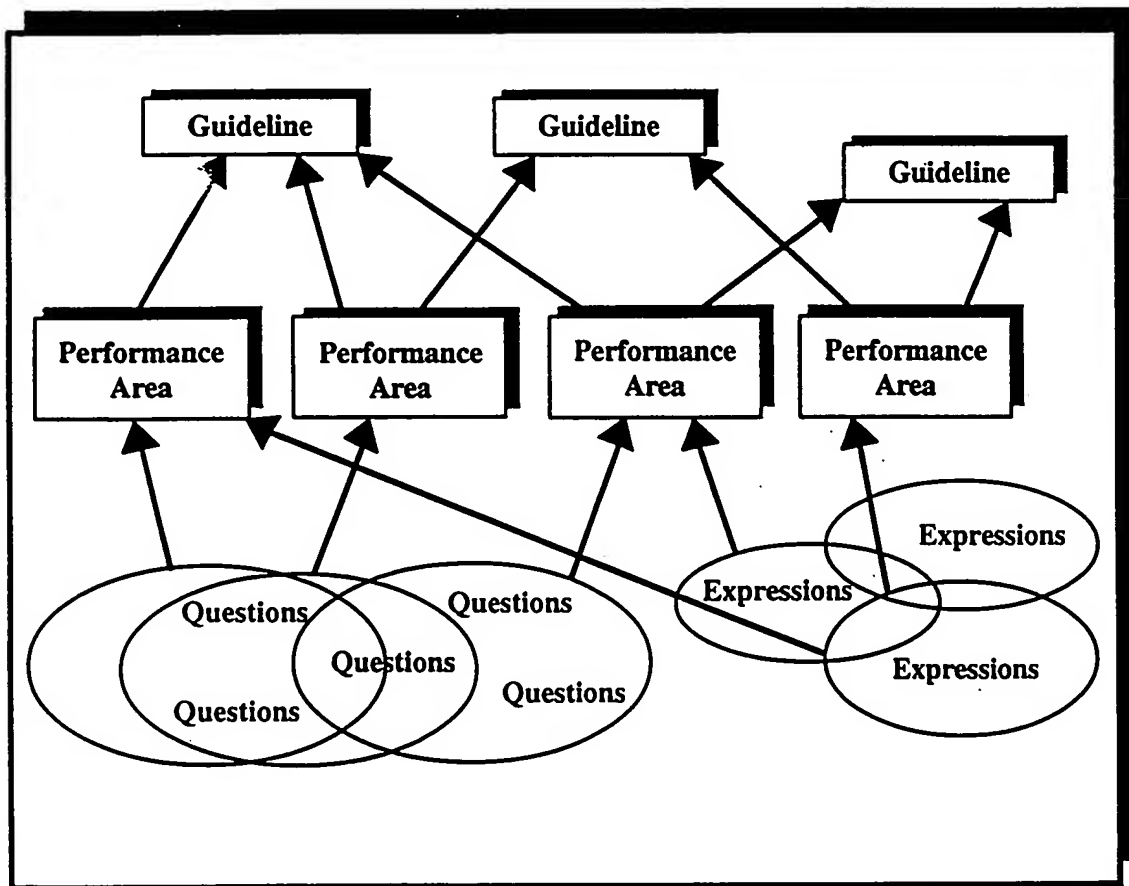 Guideline
Guideline
Guideline
Performance
Area
Performance
Area
Performance
Area
Performance
Area
Expressions
Questions
Questions
Expressions
Questions
Expressions
Questions
Questions